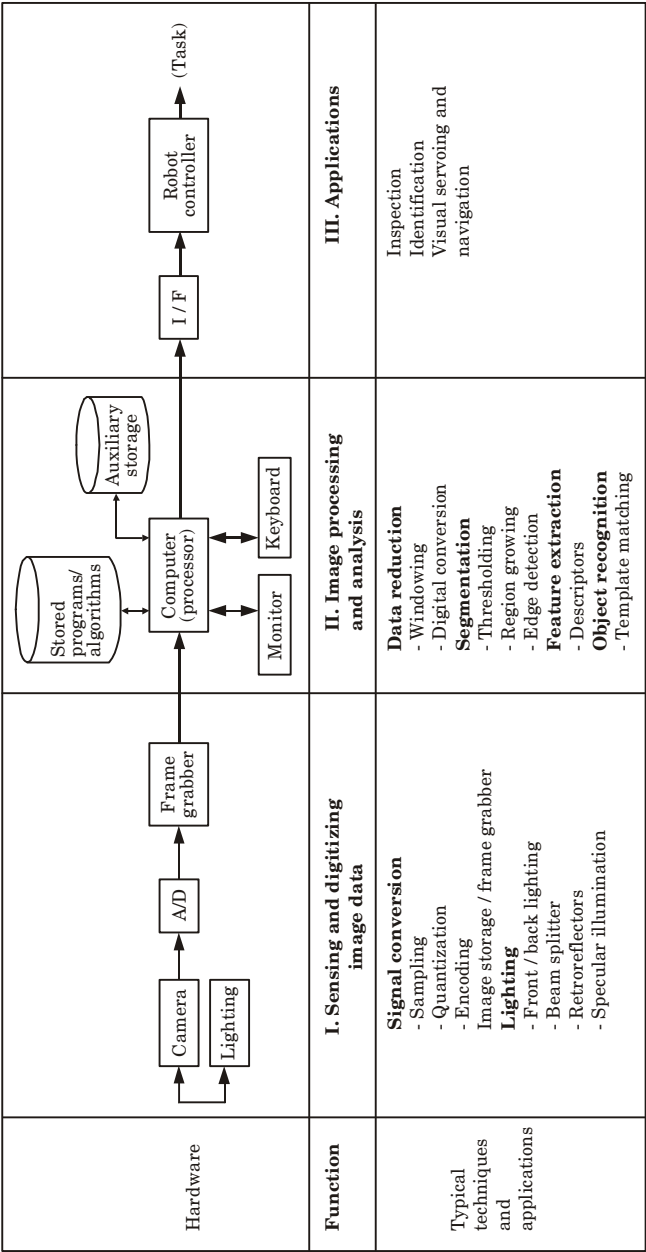 Hardware
Camera
Lighting
A/D
Frame
grabber
Stored
programs/
algorithms
Auxiliary
storage
Computer
(processor)
Monitor
Keyboard
I / F
Robot
controller
(Task)
Function
I. Sensing and digitizing
image data
II. Image processing
and analysis
III. Applications
Typical
techniques
and
applications
Signal conversion
- Sampling
- Quantization
- Encoding
Image storage / frame grabber
Lighting
- Front / back lighting
- Beam splitter
- Retroreflectors
- Specular illumination
Data reduction
- Windowing
- Digital conversion
Segmentation
- Thresholding
- Region growing
- Edge detection
Feature extraction
- Descriptors
Object recognition
- Template matching
Inspection
Identification
Visual servoing and
navigation